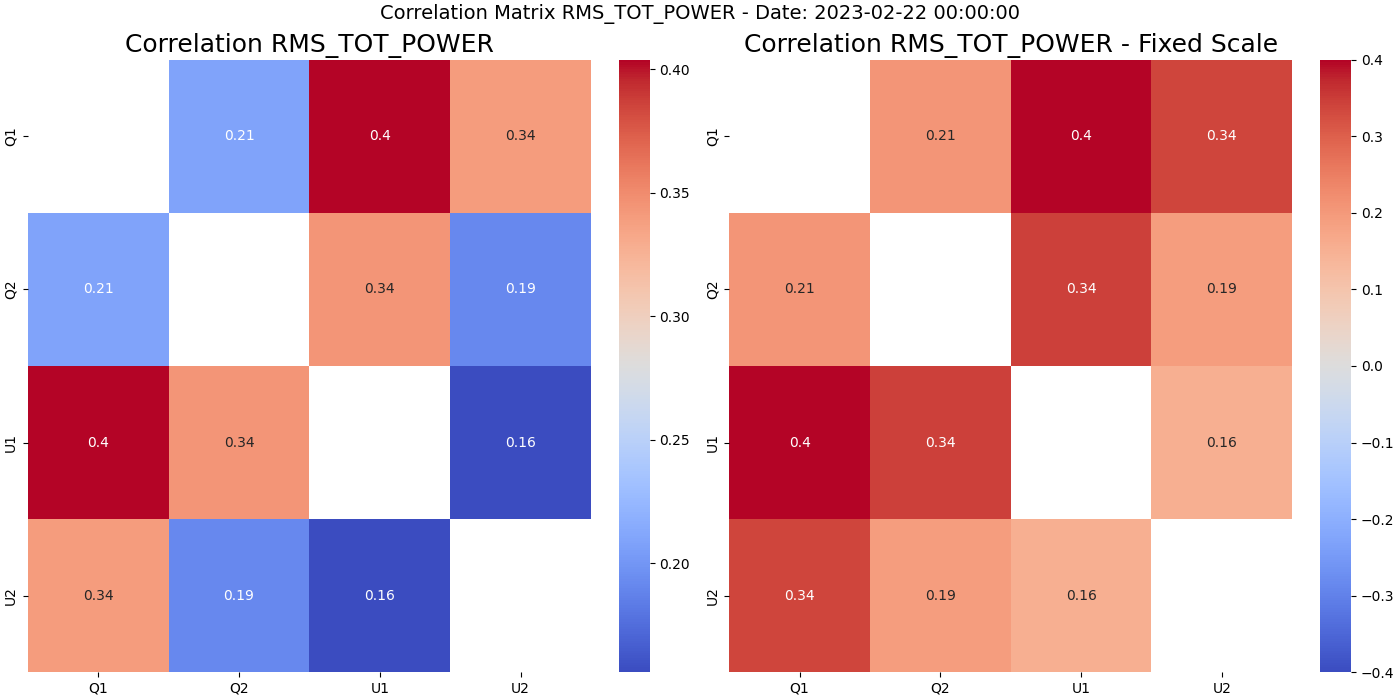 Correlation Matrix RMS_TOT_POWER - Date: 2023-02-22 00:00:00
Correlation RMS_TOT_POWER
Q1
0.21
0.4
0.34
Q2
0.21
0.34
0.19
U1
0.4
0.34
0.16
U2
0.34
0.19
0.16
Q1
Q2
U1
U2
0.40
0.35
0.30
0.25
0.20
Correlation RMS_TOT_POWER - Fixed Scale
Q1
0.21
0.4
0.34
Q2
0.21
0.34
0.19
U1
0.4
0.34
0.16
U2
0.34
0.19
0.16
Q1
Q2
U1
U2
0.4
0.3
0.2
0.1
0.0
−0.1
−0.2
−0.3
−0.4